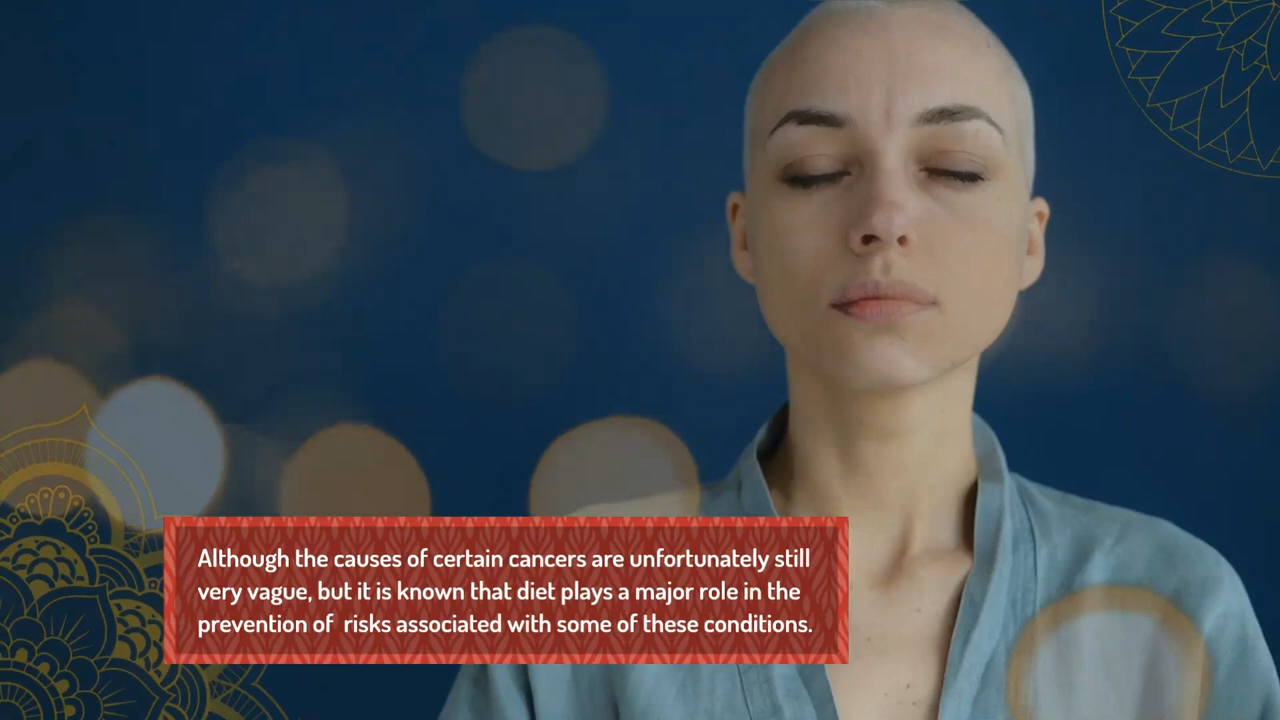 Although the causes of certain cancers are unfortunately still
very vague, but it is known that diet plays a major role in the
prevention of  risks associated with some of these conditions.